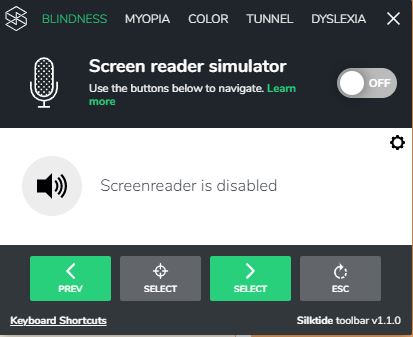 BLINDNESS MYOPIA COLOR TUNNEL DYSLEXIA
Screen reader simulator
Use the buttons below to navigate. Learn
more
OFF
Screenreader is disabled
PREV SELECT SELECT ESC
Keyboard Shortcuts Silktide toolbar v1.1.0